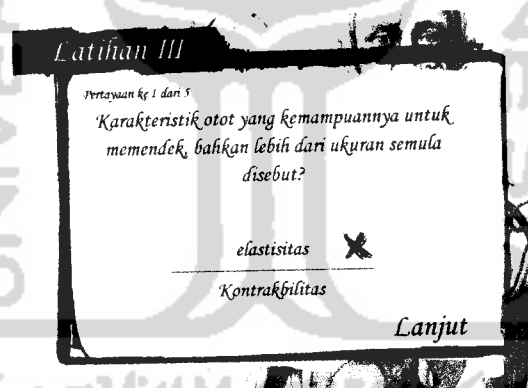 Latihan III
Pertayaan ke 1 dari 5
Karakteristik otot yang kemampuannya untuk
memendek, bahkan lebih dari ukuran semula
disebut?
elastisitas
Kontrakbilitas
Lanjut